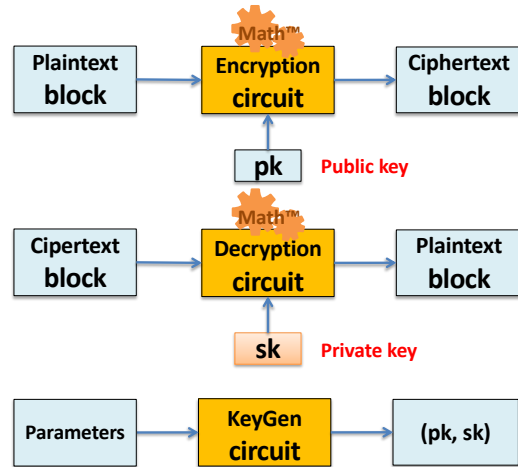 Math™
Plaintext
block
Encryption
circuit
Ciphertext
block
pk
Public key
Math™
Cipertext
block
Decryption
circuit
Plaintext
block
sk
Private key
Parameters
KeyGen
circuit
(pk, sk)